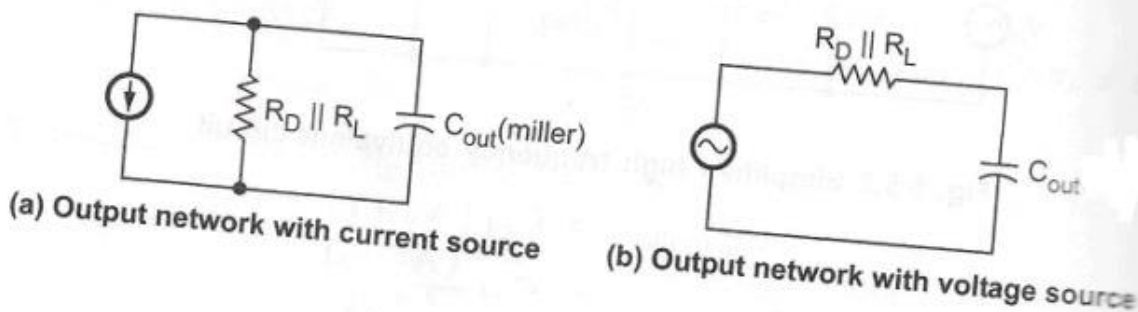 R_D || R_L
C_out(miller)
(a) Output network with current source
R_D || R_L
C_out
(b) Output network with voltage source